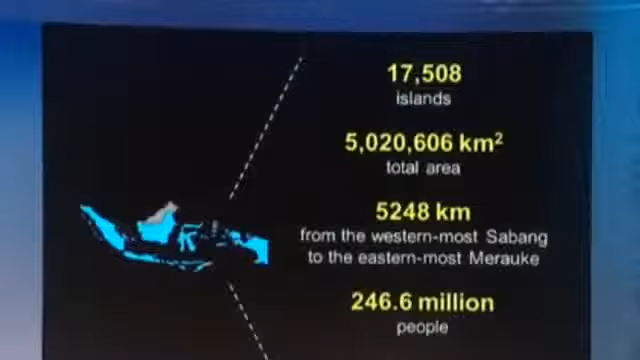 17,508
islands
5,020,606 km²
total area
5248 km
from the western-most Sabang
to the eastern-most Merauke
246.6 million
people